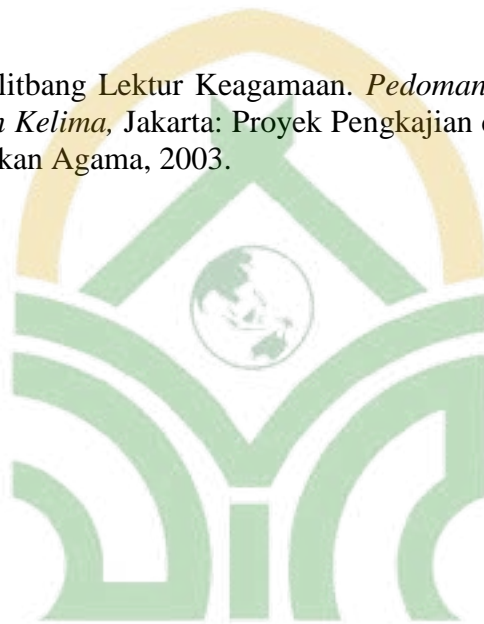 litbang Lektur Keagamaan. Pedoman
Kelima, Jakarta: Proyek Pengkajian
kan Agama, 2003.